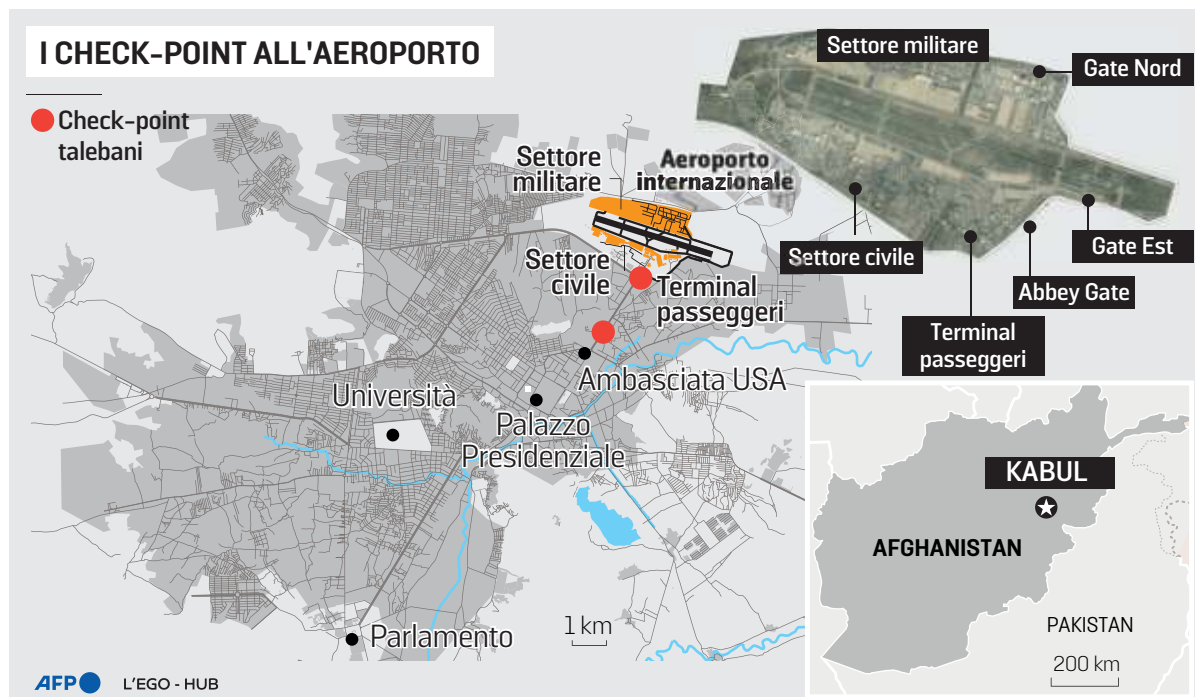 I CHECK-POINT ALL'AEROPORTO
Check-point
talebani
Settore
militare
Aeroporto
internazionale
Settore
civile
Terminal
passeggeri
Ambasciata USA
Università
Palazzo
Presidenziale
Parlamento
1 km
Settore militare
Gate Nord
Gate Est
Settore civile
Abbey Gate
Terminal
passeggeri
KABUL
AFGHANISTAN
PAKISTAN
200 km
AFP
L'EGO - HUB